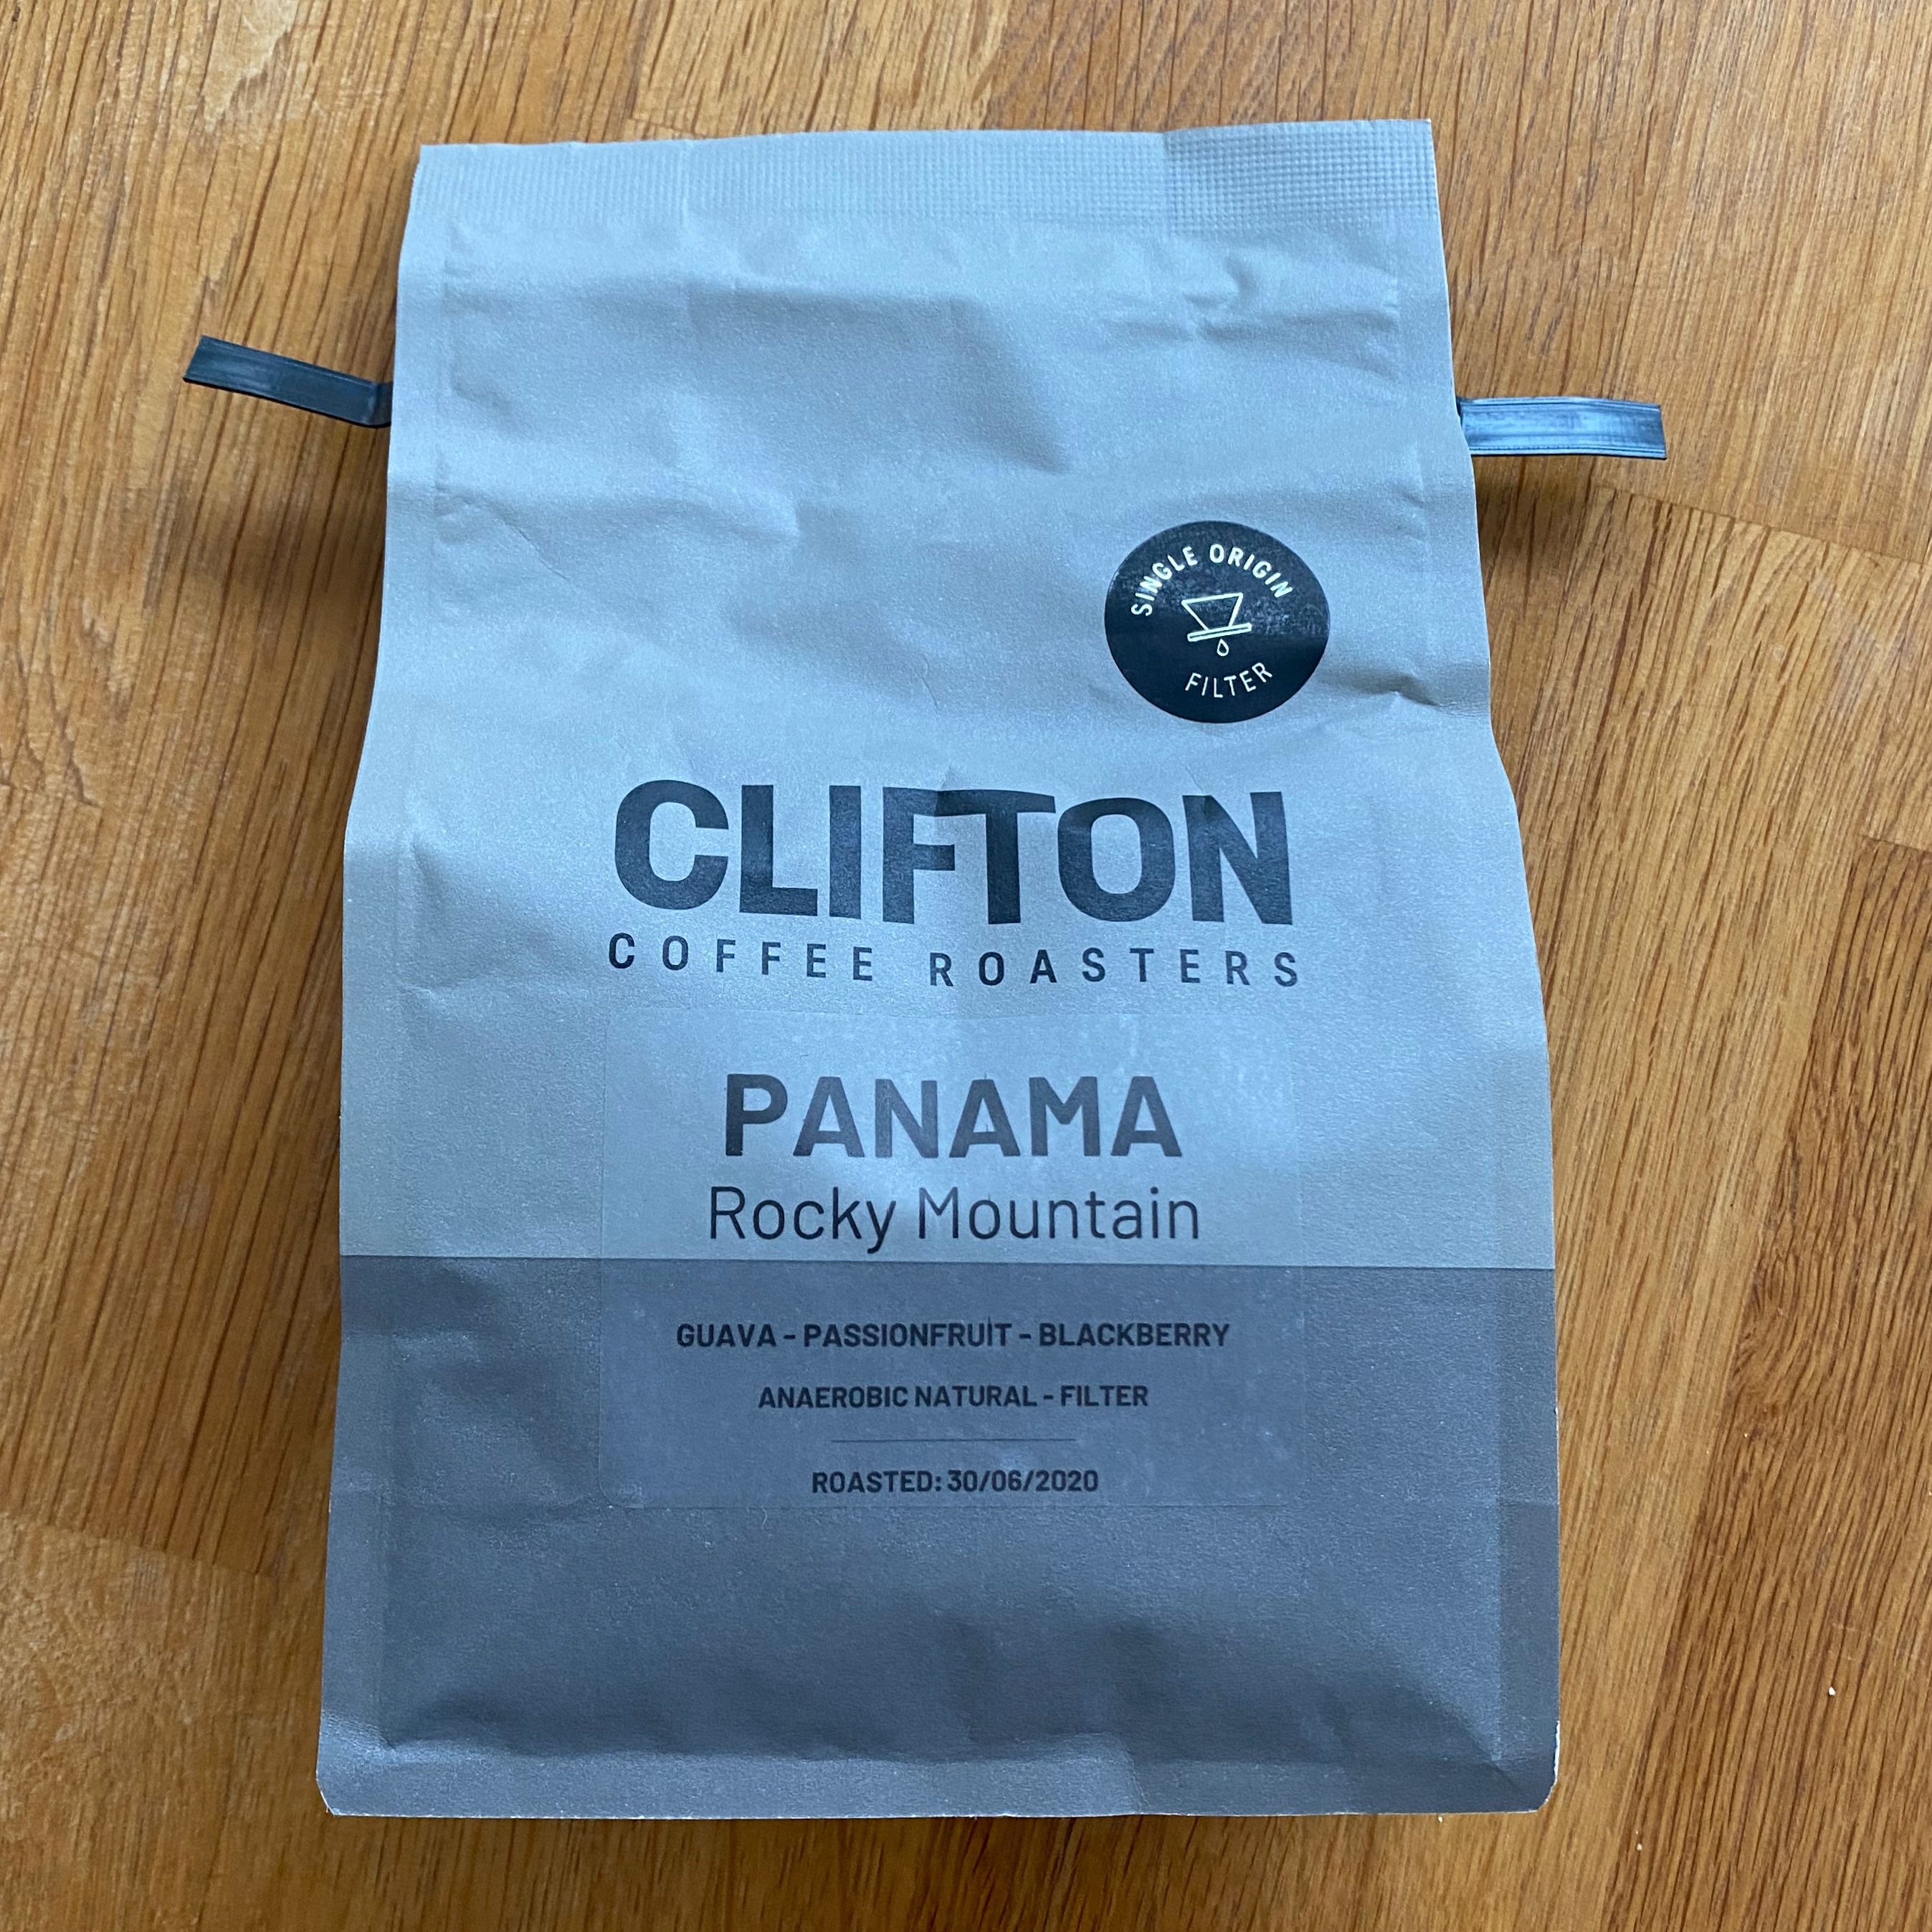 SINGLE ORIGIN
FILTER
CLIFTON
COFFEE ROASTERS
PANAMA
Rocky Mountain
GUAVA - PASSIONFRUIT - BLACKBERRY
ANAEROBIC NATURAL - FILTER
ROASTED: 30/06/2020